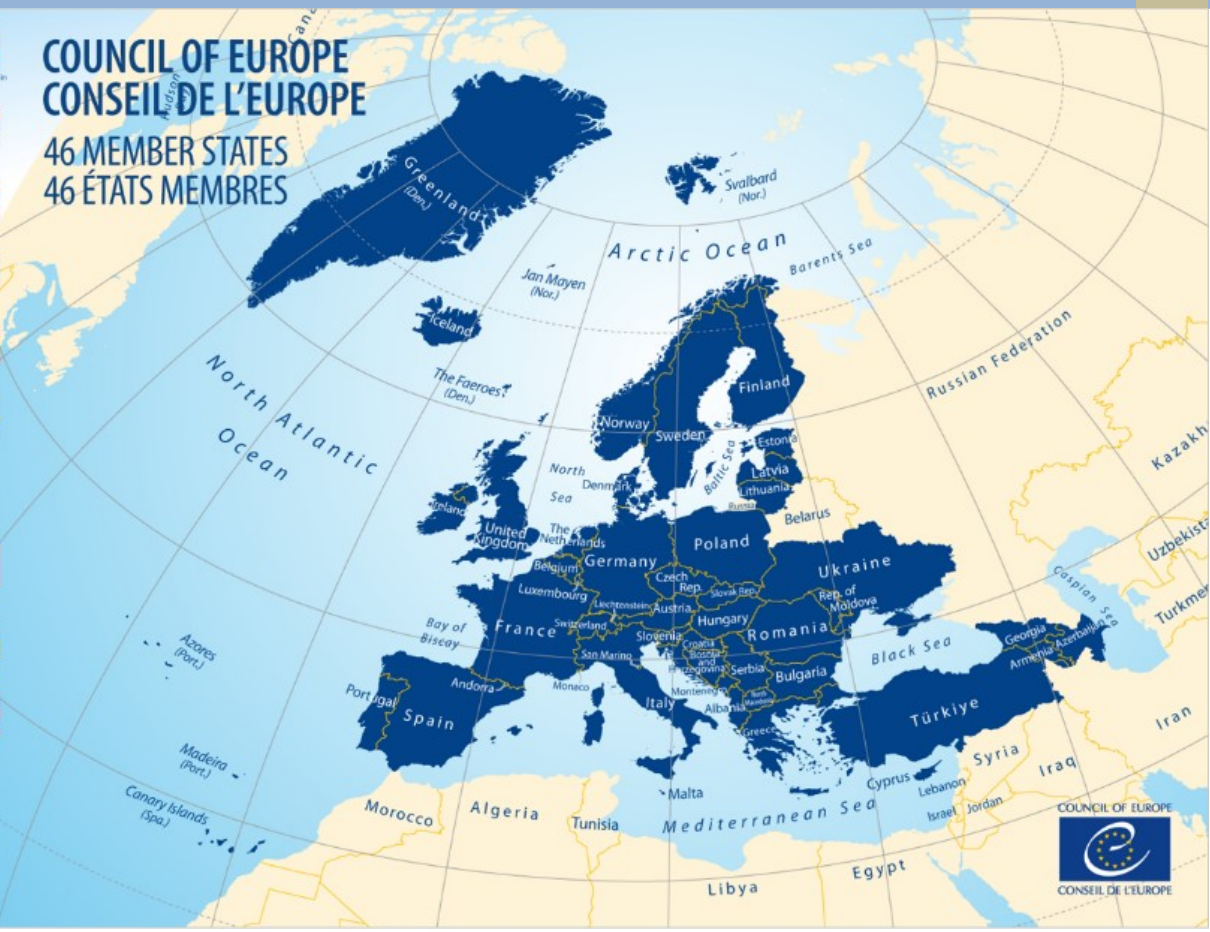 COUNCIL OF EUROPE
CONSEIL DE L'EUROPE
46 MEMBER STATES
46 ÉTATS MEMBRES
Hudson
Greenland
(Den.)
Svalbard
(Nor.)
Arctic Ocean
Barents Sea
Jan Mayen
(Nor.)
Iceland
Russian Federation
North Atlantic
Ocean
The Faeroes
(Den.)
Finland
Norway
Sweden
Estonia
Baltic Sea
Latvia
Lithuania
Russia
Kazakh
North
Sea
Denmark
Ireland
United
Kingdom
The
Netherlands
Belarus
Poland
Germany
Belgium
Ukraine
Uzbekista
Czech
Rep.
Slovak Rep.
Luxembourg
Liechtenstein
Austria
Rep. of
Moldova
Caspian Sea
Turkmen
Hungary
Switzerland
France
Romania
Bay of
Biscay
Slovenia
Croatia
Bosnia
and
Herzegovina
San Marino
Serbia
Bulgaria
Black Sea
Georgia
Azerbaijan
Armenia
Azores
(Port.)
Andorra
Monaco
Montenegro
North
Macedonia
Portugal
Spain
Italy
Albania
Greece
Türkiye
Iran
Madeira
(Port.)
Canary Islands
(Spa.)
Morocco
Algeria
Tunisia
Malta
Mediterranean Sea
Cyprus
Syria
Lebanon
Iraq
Israel
Jordan
Libya
Egypt
COUNCIL OF EUROPE
CONSEIL DE L'EUROPE